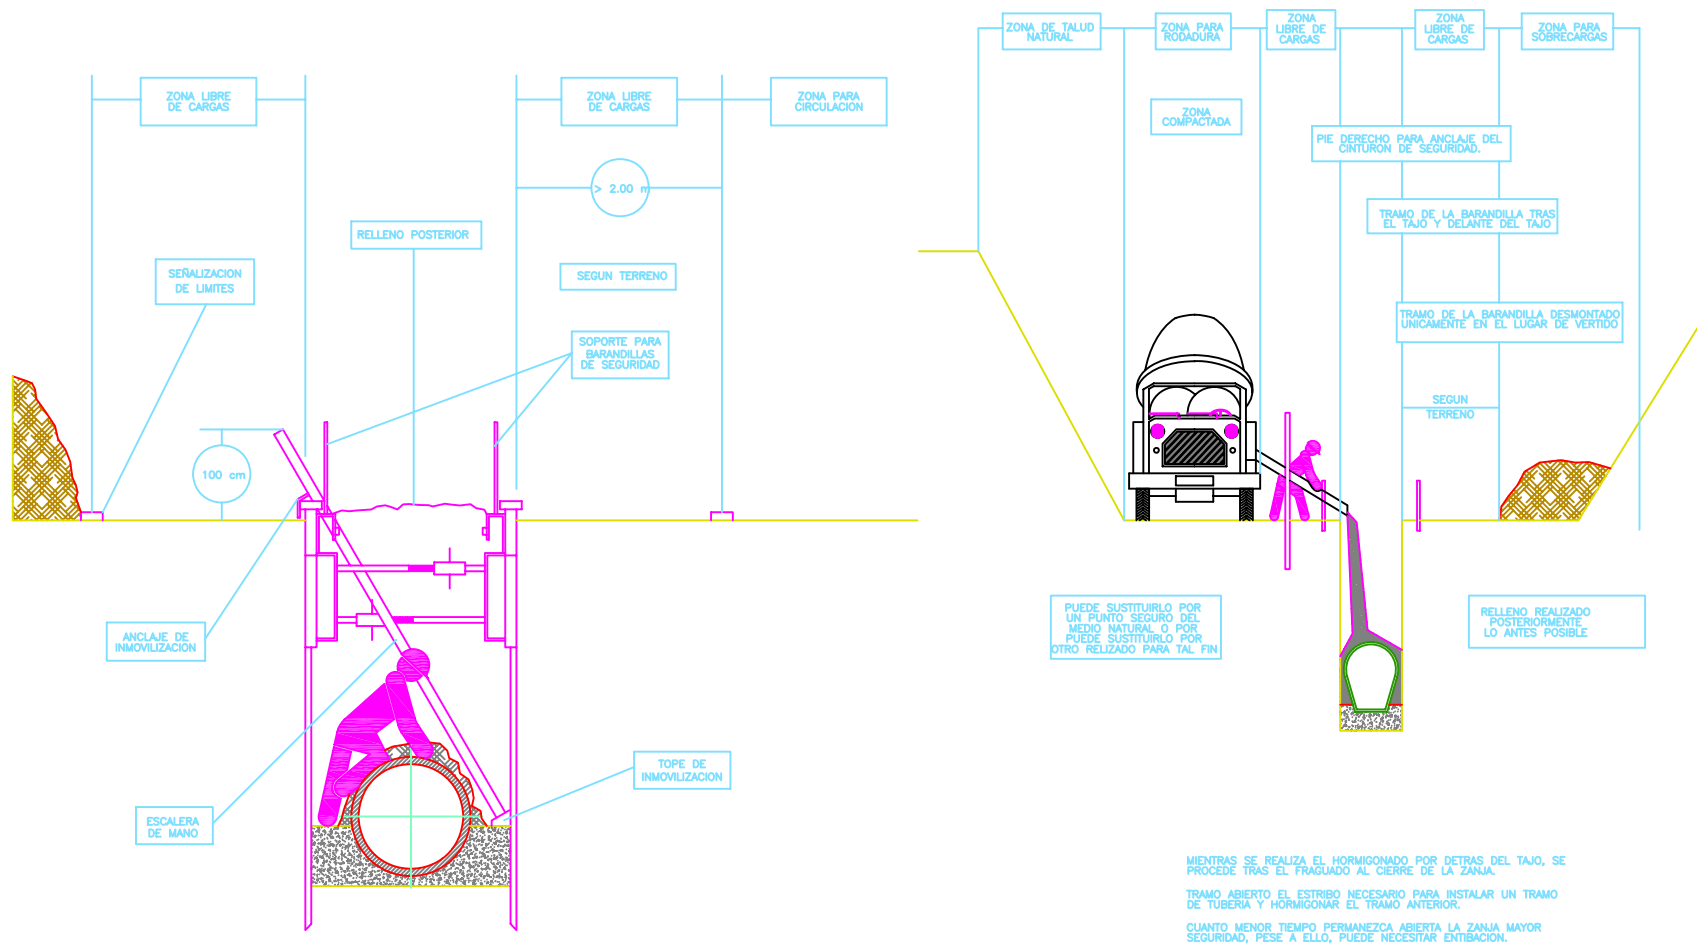 ZONA LIBRE
DE CARGAS
ZONA LIBRE
DE CARGAS
ZONA PARA
CIRCULACION
> 2.00 m
RELLENO POSTERIOR
SEÑALIZACION
DE LIMITES
SEGUN TERRENO
SOPORTE PARA
BARANDILLAS
DE SEGURIDAD
100 cm
ANCLAJE DE
INMOVILIZACIÓN
TOPE DE
INMOVILIZACION
ESCALERA
DE MANO
ZONA DE TALUD
NATURAL
ZONA PARA
RODADURA
ZONA
LIBRE DE
CARGAS
ZONA
LIBRE DE
CARGAS
ZONA PARA
SOBRECARGAS
ZONA
COMPACTADA
PIE DERECHO PARA ANCLAJE DEL
CINTURON DE SEGURIDAD.
TRAMO DE LA BARANDILLA TRAS
EL TAJO Y DELANTE DEL TAJO
TRAMO DE LA BARANDILLA DESMONTADO
UNICAMENTE EN EL LUGAR DE VERTIDO
SEGUN
TERRENO
PUEDE SUSTITUIRLO POR
UN PUNTO SEGURO DEL
MEDIO NATURAL O POR
PUEDE SUSTITUIRLO POR
OTRO RELIZADO PARA TAL FIN
RELLENO REALIZADO
POSTERIORMENTE
LO ANTES POSIBLE
MIENTRAS SE REALIZA EL HORMIGONADO POR DETRAS DEL TAJO, SE
PROCEDE TRAS EL FRAGUADO AL CIERRE DE LA ZANJA.
TRAMO ABIERTO EL ESTRIBO NECESARIO PARA INSTALAR UN TRAMO
DE TUBERIA Y HORMIGONAR EL TRAMO ANTERIOR.
CUANTO MENOR TIEMPO PERMANEZCA ABIERTA LA ZANJA MAYOR
SEGURIDAD, PESE A ELLO, PUEDE NECESITAR ENTIBACION.